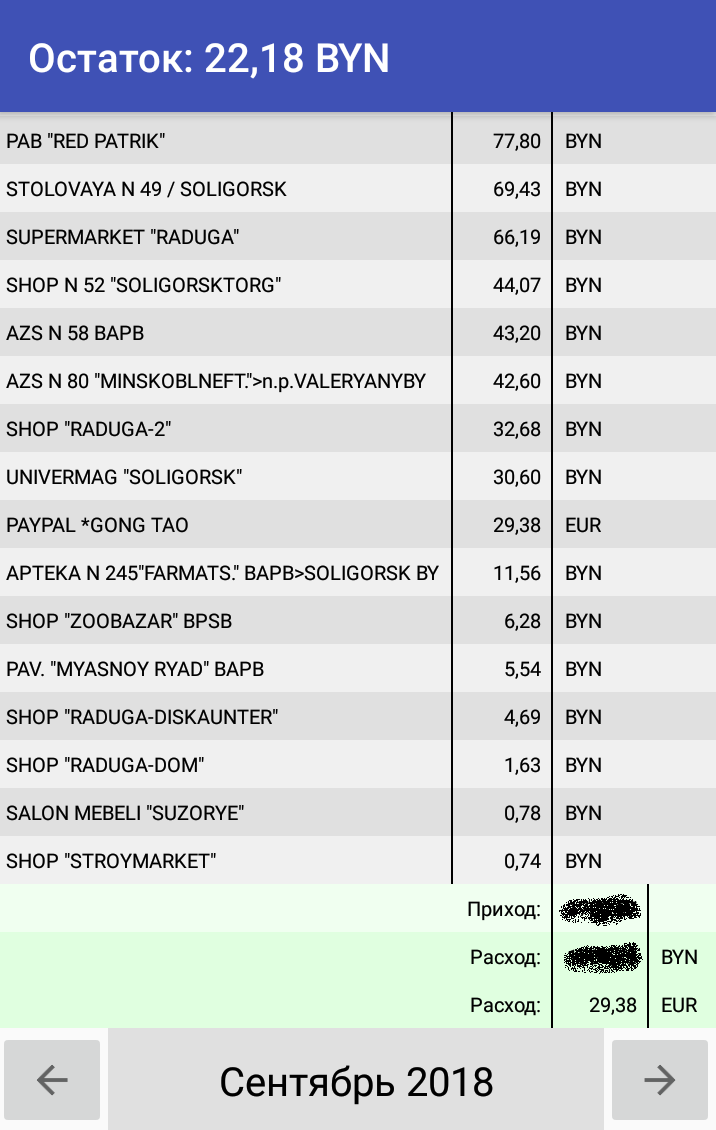 Остаток: 22,18 BYN
PAB "RED PATRIK" 77,80 BYN
STOLOVAYA N 49 / SOLIGORSK 69,43 BYN
SUPERMARKET "RADUGA" 66,19 BYN
SHOP N 52 "SOLIGORSKTORG" 44,07 BYN
AZS N 58 BAPB 43,20 BYN
AZS N 80 "MINSKOBLNEFT.">n.p.VALERYANYBY 42,60 BYN
SHOP "RADUGA-2" 32,68 BYN
UNIVERMAG "SOLIGORSK" 30,60 BYN
PAYPAL *GONG TAO 29,38 EUR
APTEKA N 245"FARMATS." BAPB>SOLIGORSK BY 11,56 BYN
SHOP "ZOOBAZAR" BPSB 6,28 BYN
PAV. "MYASNOY RYAD" BAPB 5,54 BYN
SHOP "RADUGA-DISKAUNTER" 4,69 BYN
SHOP "RADUGA-DOM" 1,63 BYN
SALON MEBELI "SUZORYE" 0,78 BYN
SHOP "STROYMARKET" 0,74 BYN
Приход:
Расход: BYN
Расход: 29,38 EUR
Сентябрь 2018